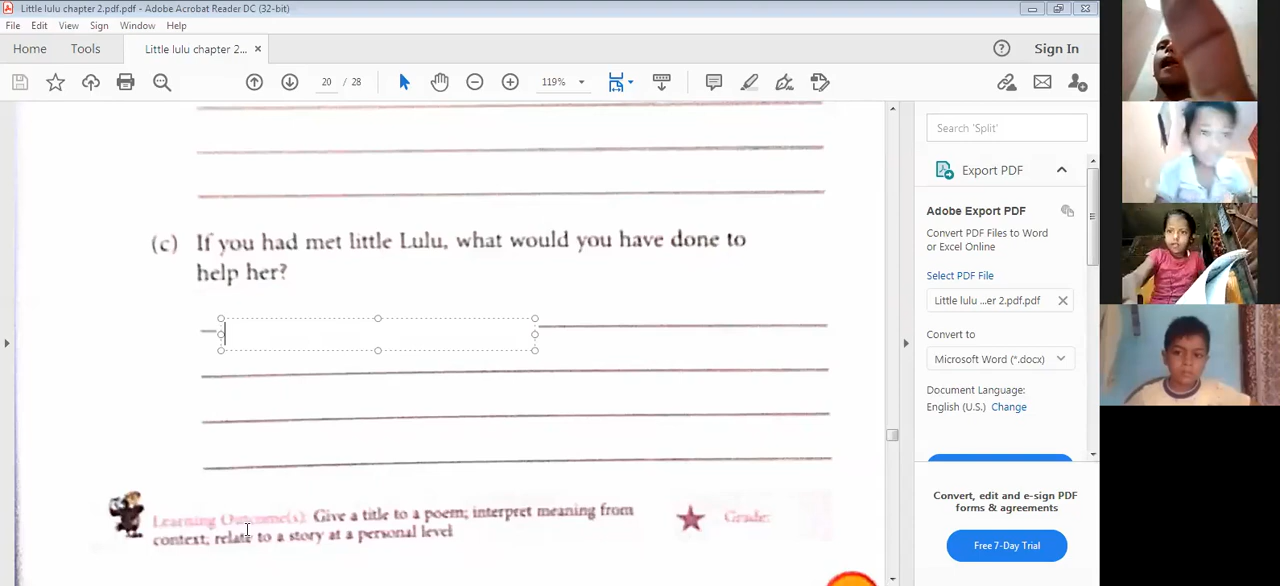 Little lulu chapter 2.pdf.pdf - Adobe Acrobat Reader DC (32-bit)
File Edit View Sign Window Help
Home Tools Little lulu chapter 2... × Sign In
20 / 28 119%
(c) If you had met little Lulu, what would you have done to
help her?
Learning Outcome(s): Give a title to a poem; interpret meaning from
context; relate to a story at a personal level
Grade:
Search 'Split'
Export PDF
Adobe Export PDF
Convert PDF Files to Word
or Excel Online
Select PDF File
Little lulu ...er 2.pdf.pdf
Convert to
Microsoft Word (*.docx)
Document Language:
English (U.S.) Change
Convert, edit and e-sign PDF
forms & agreements
Free 7-Day Trial